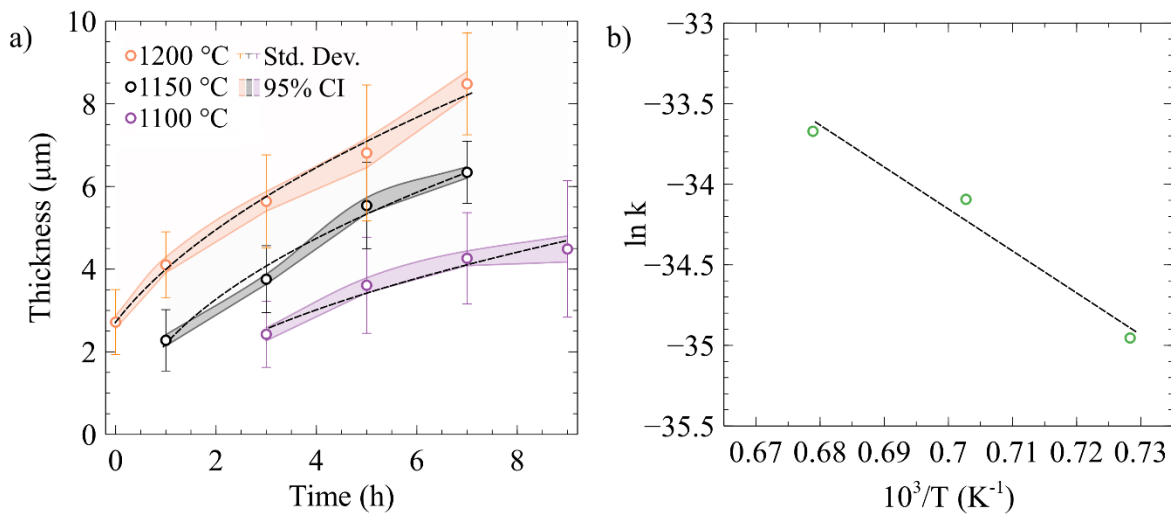 a)
10
8
6
4
2
0
Thickness (μm)
1200 °C
1150 °C
1100 °C
Std. Dev.
95% CI
0 2 4 6 8
Time (h)
b)
−33
−33.5
−34
−34.5
−35
−35.5
ln k
0.67 0.68 0.69 0.7 0.71 0.72 0.73
10³/T (K⁻¹)